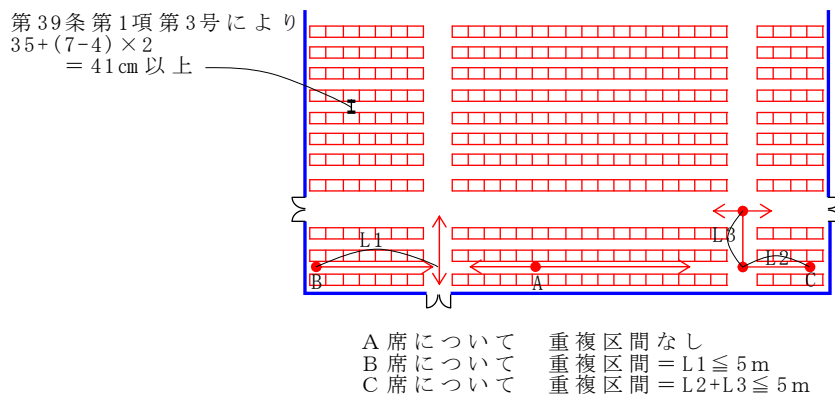 第39条第1項第3号により
35+(7-4)×2
＝41㎝以上
L1
L3
L2
B
A
C
A席について 重複区間なし
B席について 重複区間＝L1≦5m
C席について 重複区間＝L2+L3≦5m